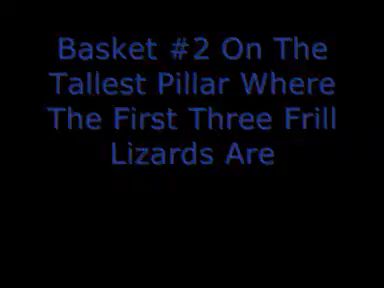 Basket #2 On The
Tallest Pillar Where
The First Three Frill
Lizards Are